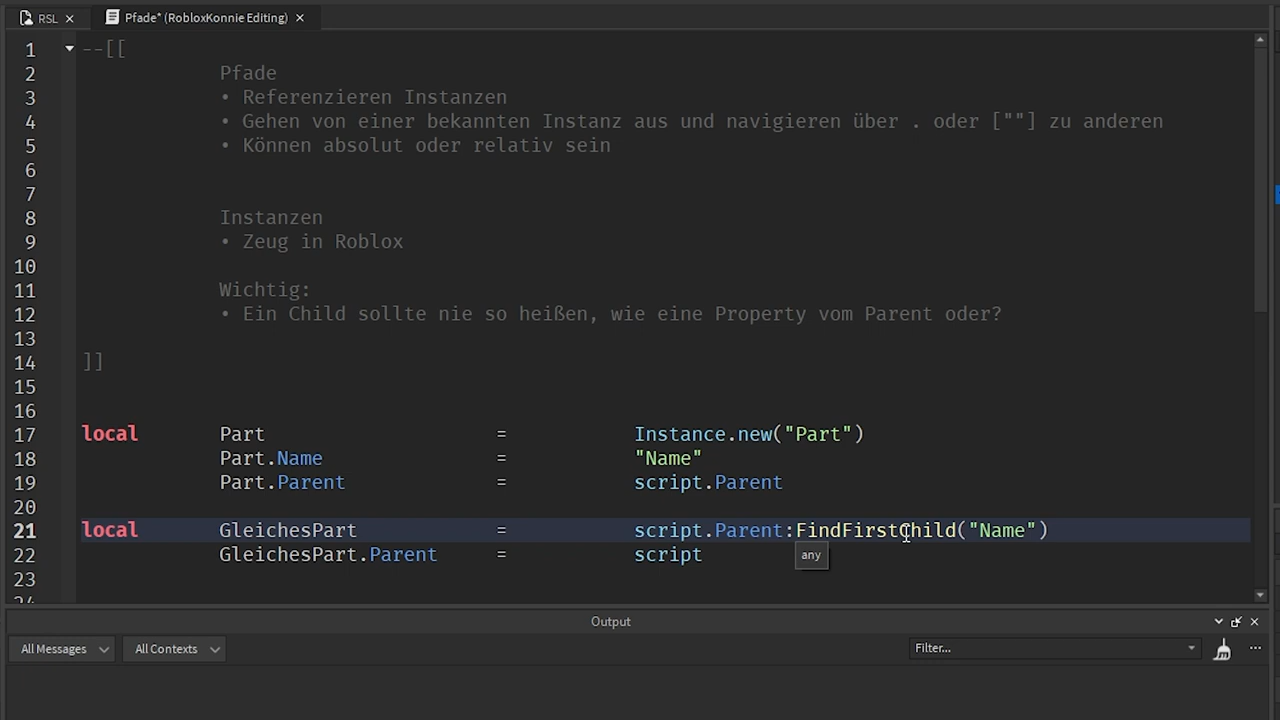 RSL × Pfade* (RobloxKonnie Editing) ×
1 --[[
2 Pfade
3 • Referenzieren Instanzen
4 • Gehen von einer bekannten Instanz aus und navigieren über . oder [""] zu anderen
5 • Können absolut oder relativ sein
6
7
8 Instanzen
9 • Zeug in Roblox
10
11 Wichtig:
12 • Ein Child sollte nie so heißen, wie eine Property vom Parent oder?
13
14 ]]
15
16
17 local Part = Instance.new("Part")
18 Part.Name = "Name"
19 Part.Parent = script.Parent
20
21 local GleichesPart = script.Parent:FindFirstChild("Name")
22 GleichesPart.Parent = script
any
23
24
Output
All Messages All Contexts Filter...